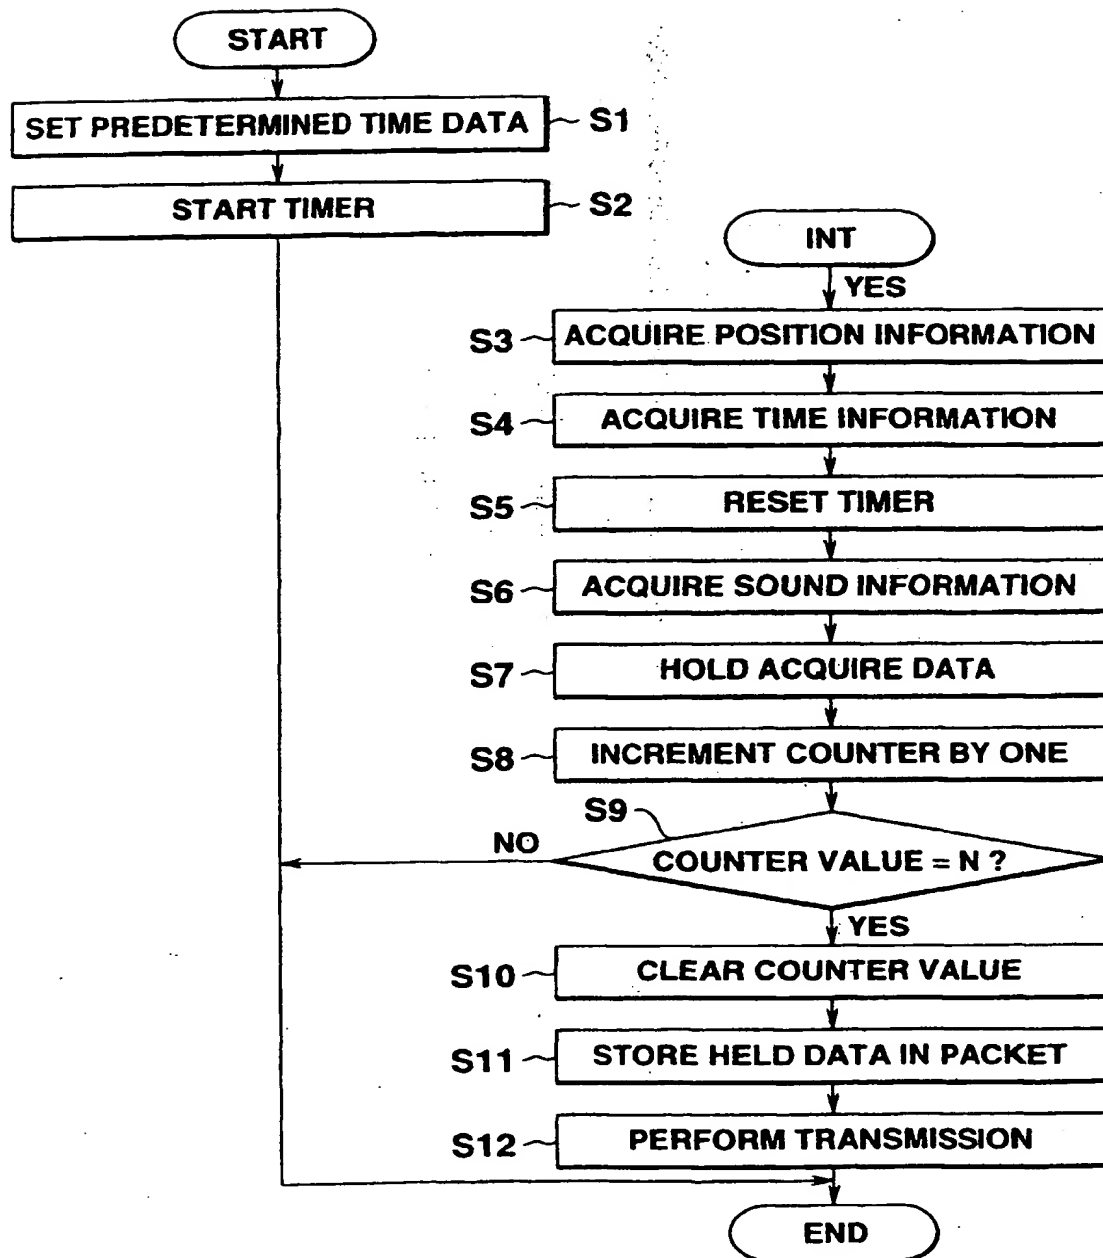 START
SET PREDETERMINED TIME DATA
S1
START TIMER
S2
INT
YES
S3
ACQUIRE POSITION INFORMATION
S4
ACQUIRE TIME INFORMATION
S5
RESET TIMER
S6
ACQUIRE SOUND INFORMATION
S7
HOLD ACQUIRE DATA
S8
INCREMENT COUNTER BY ONE
S9
NO
COUNTER VALUE = N ?
YES
S10
CLEAR COUNTER VALUE
S11
STORE HELD DATA IN PACKET
S12
PERFORM TRANSMISSION
END